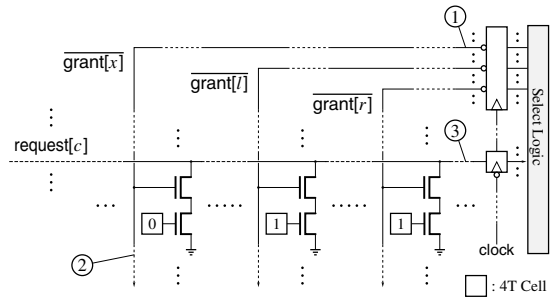 1
grant[x]
grant[l]
grant[r]
Select Logic
request[c]
3
0
1
1
2
clock
: 4T Cell